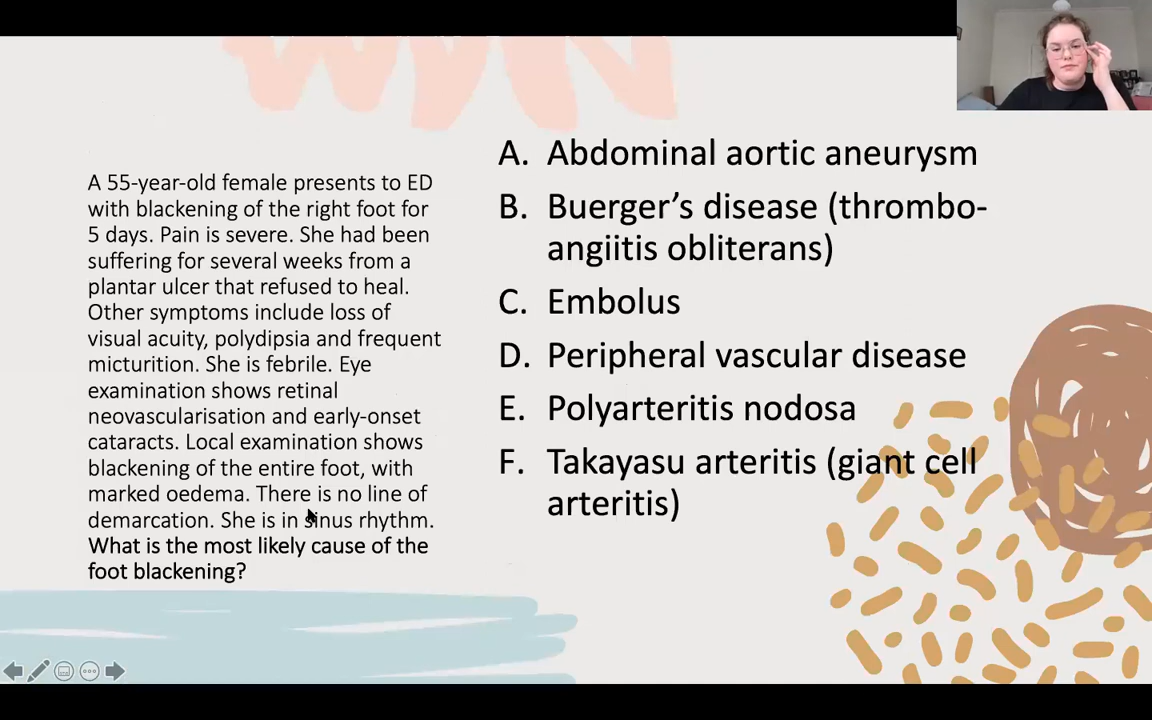 A 55-year-old female presents to ED
with blackening of the right foot for
5 days. Pain is severe. She had been
suffering for several weeks from a
plantar ulcer that refused to heal.
Other symptoms include loss of
visual acuity, polydipsia and frequent
micturition. She is febrile. Eye
examination shows retinal
neovascularisation and early-onset
cataracts. Local examination shows
blackening of the entire foot, with
marked oedema. There is no line of
demarcation. She is in sinus rhythm.
What is the most likely cause of the
foot blackening?
A. Abdominal aortic aneurysm
B. Buerger’s disease (thrombo-
angiitis obliterans)
C. Embolus
D. Peripheral vascular disease
E. Polyarteritis nodosa
F. Takayasu arteritis (giant cell
arteritis)